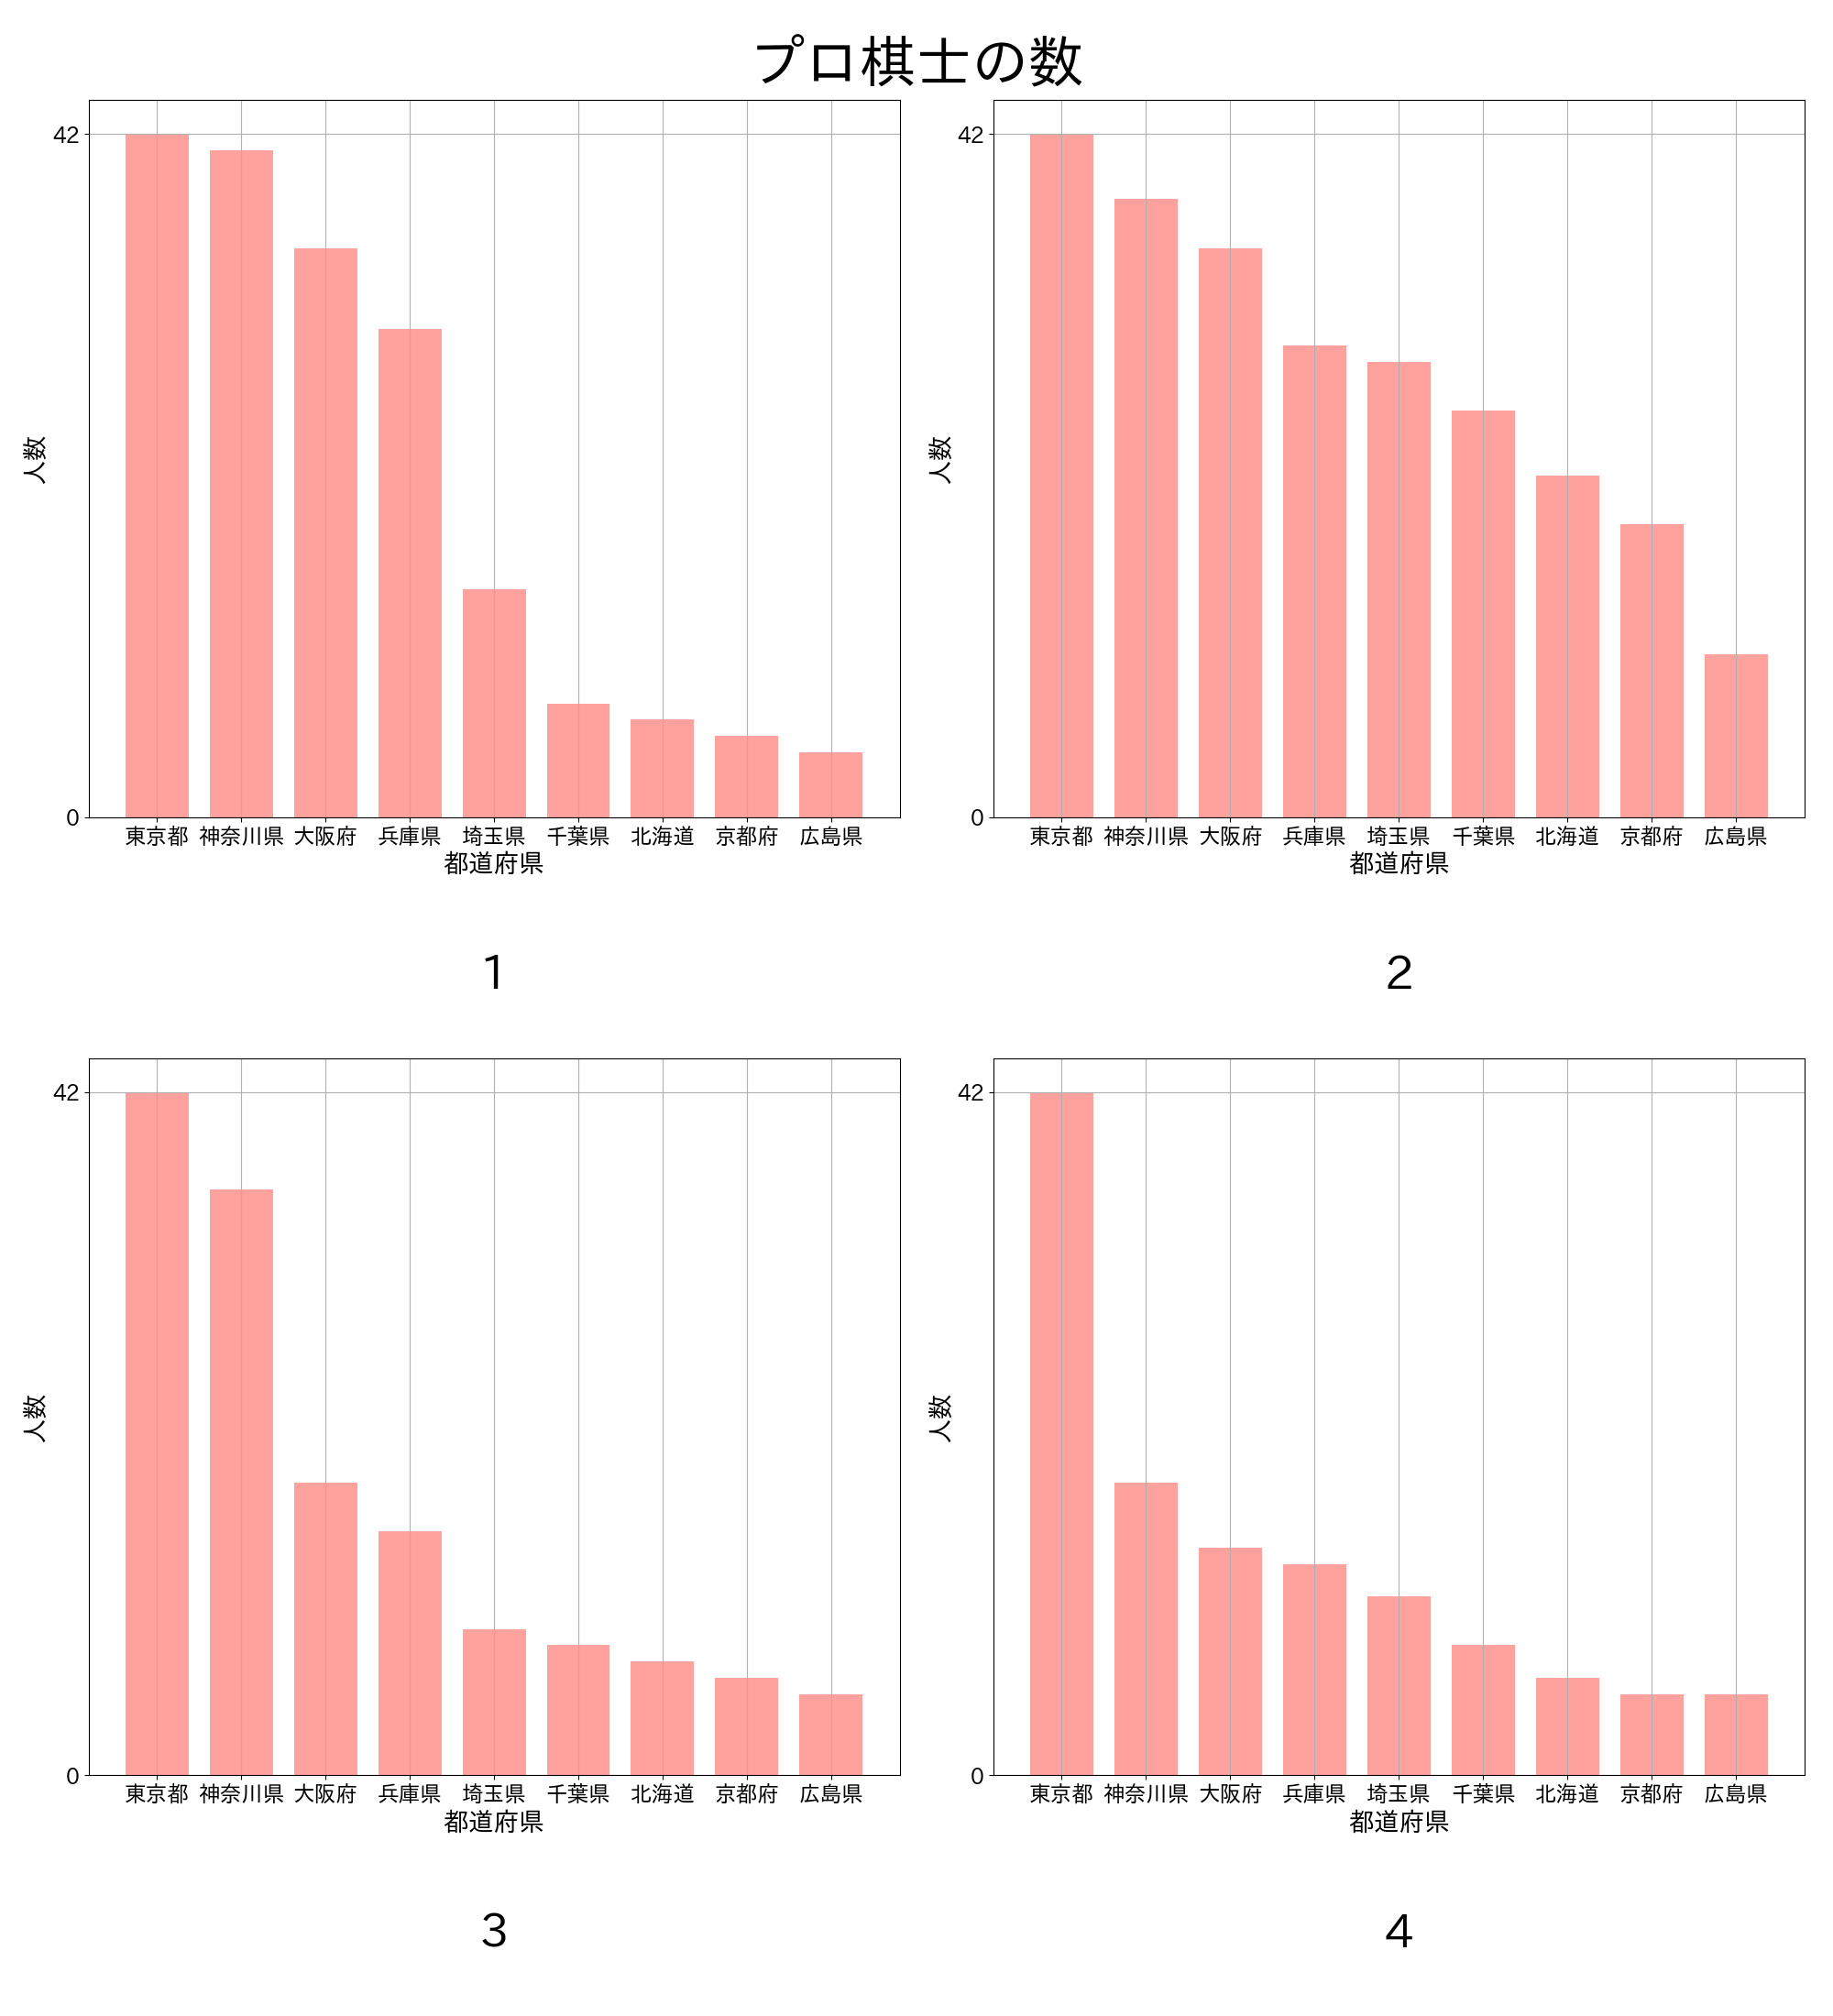 プロ棋士の数
42
0
人数
東京都 神奈川県 大阪府 兵庫県 埼玉県 千葉県 北海道 京都府 広島県
都道府県
1
42
0
人数
東京都 神奈川県 大阪府 兵庫県 埼玉県 千葉県 北海道 京都府 広島県
都道府県
2
42
0
人数
東京都 神奈川県 大阪府 兵庫県 埼玉県 千葉県 北海道 京都府 広島県
都道府県
3
42
0
人数
東京都 神奈川県 大阪府 兵庫県 埼玉県 千葉県 北海道 京都府 広島県
都道府県
4